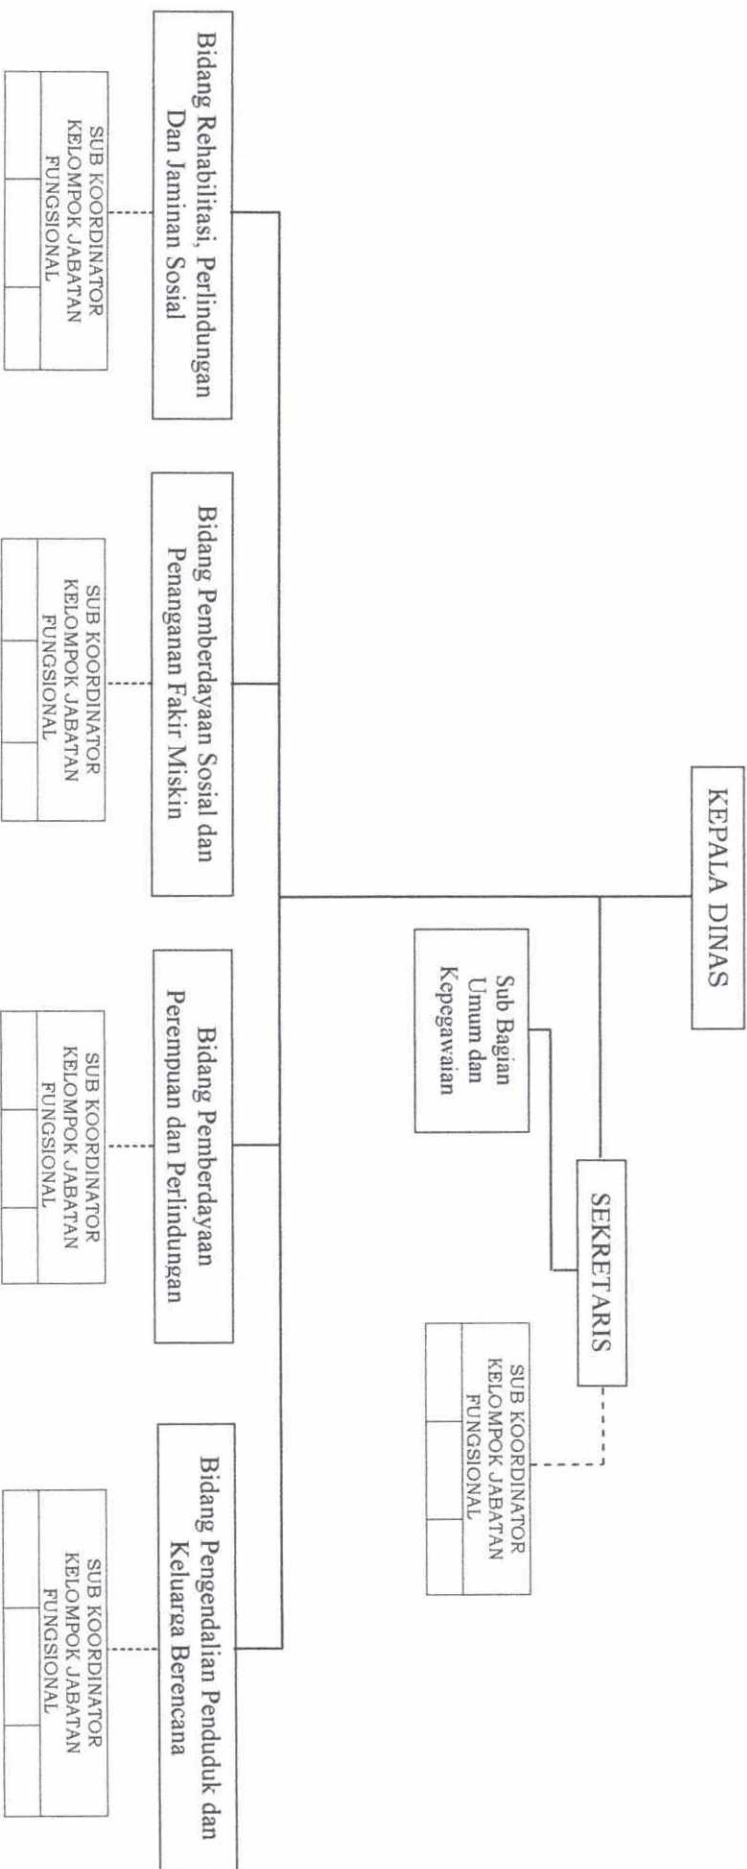 KEPALA DINAS
SEKRETARIS
Sub Bagian
Umum dan
Kepegawaian
SUB KOORDINATOR
KELOMPOK JABATAN
FUNGSIONAL
Bidang Rehabilitasi, Perlindungan
Dan Jaminan Sosial
Bidang Pemberdayaan Sosial dan
Penanganan Fakir Miskin
Bidang Pemberdayaan
Perempuan dan Perlindungan
Bidang Pengendalian Penduduk dan
Keluarga Berencana
SUB KOORDINATOR
KELOMPOK JABATAN
FUNGSIONAL
SUB KOORDINATOR
KELOMPOK JABATAN
FUNGSIONAL
SUB KOORDINATOR
KELOMPOK JABATAN
FUNGSIONAL
SUB KOORDINATOR
KELOMPOK JABATAN
FUNGSIONAL